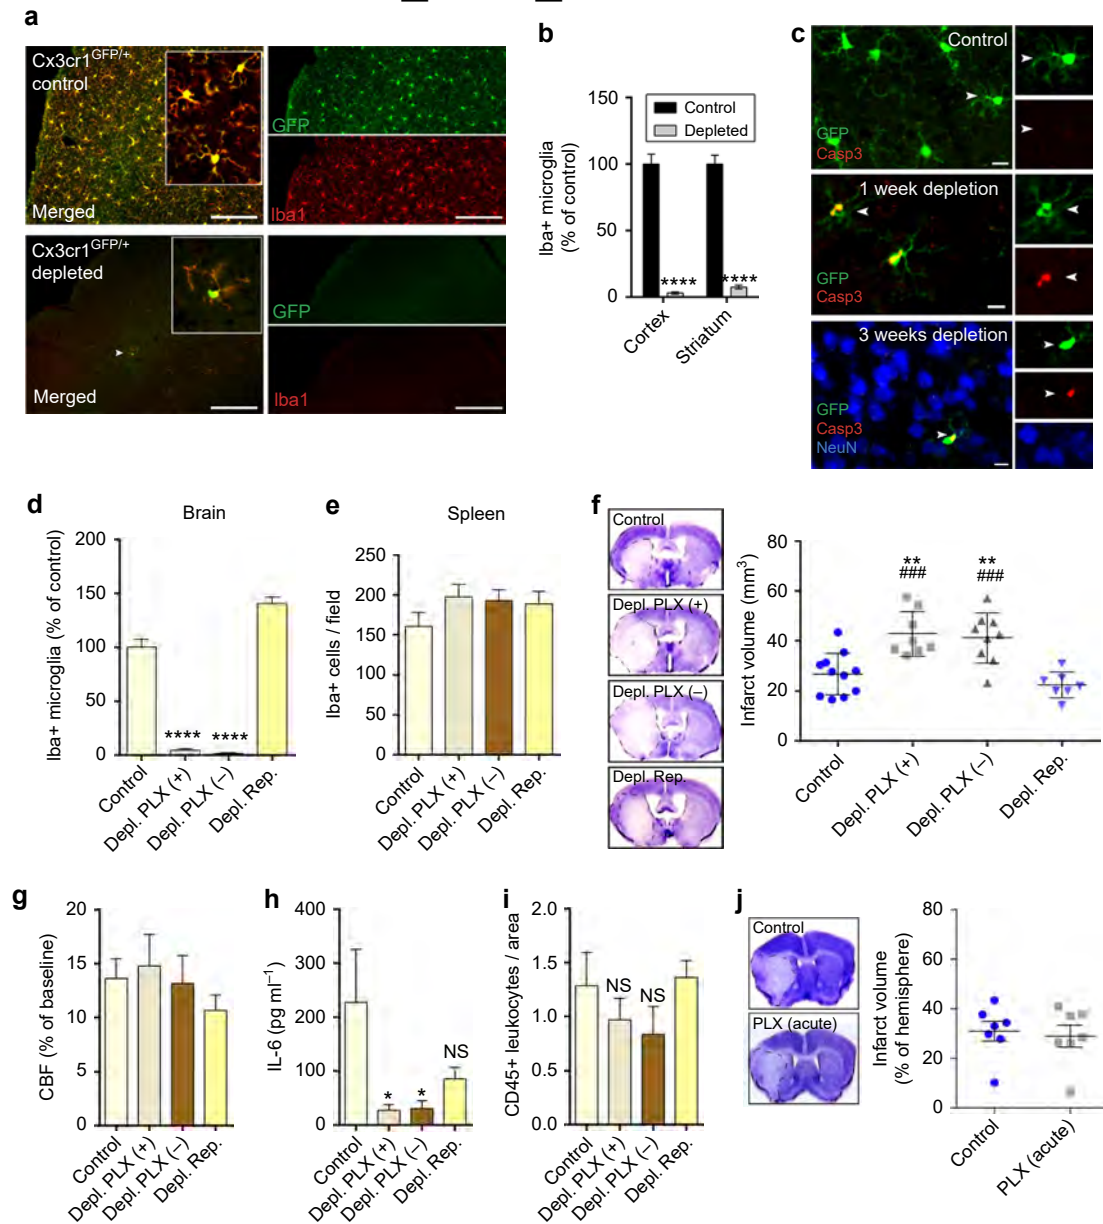 a
Cx3cr1GFP/+
control
Merged
GFP
Iba1
Cx3cr1GFP/+
depleted
Merged
GFP
Iba1
b
Iba+ microglia
(% of control)
150
100
50
0
Control
Depleted
****
****
Cortex
Striatum
c
Control
GFP
Casp3
1 week depletion
GFP
Casp3
3 weeks depletion
GFP
Casp3
NeuN
d
Brain
Iba+ microglia (% of control)
200
150
100
50
0
****
****
Control
Depl. PLX (+)
Depl. PLX (–)
Depl. Rep.
e
Spleen
Iba+ cells / field
250
200
150
100
50
0
Control
Depl. PLX (+)
Depl. PLX (–)
Depl. Rep.
f
Control
Depl. PLX (+)
Depl. PLX (–)
Depl. Rep.
Infarct volume (mm3)
80
60
40
20
0
**
###
**
###
Control
Depl. PLX (+)
Depl. PLX (–)
Depl. Rep.
g
CBF (% of baseline)
20
15
10
5
0
Control
Depl. PLX (+)
Depl. PLX (–)
Depl. Rep.
h
IL-6 (pg ml–1)
400
300
200
100
0
*
*
NS
Control
Depl. PLX (+)
Depl. PLX (–)
Depl. Rep.
i
CD45+ leukocytes / area
2.0
1.5
1.0
0.5
0.0
NS
NS
Control
Depl. PLX (+)
Depl. PLX (–)
Depl. Rep.
j
Control
PLX (acute)
Infarct volume
(% of hemisphere)
80
60
40
20
0
Control
PLX (acute)